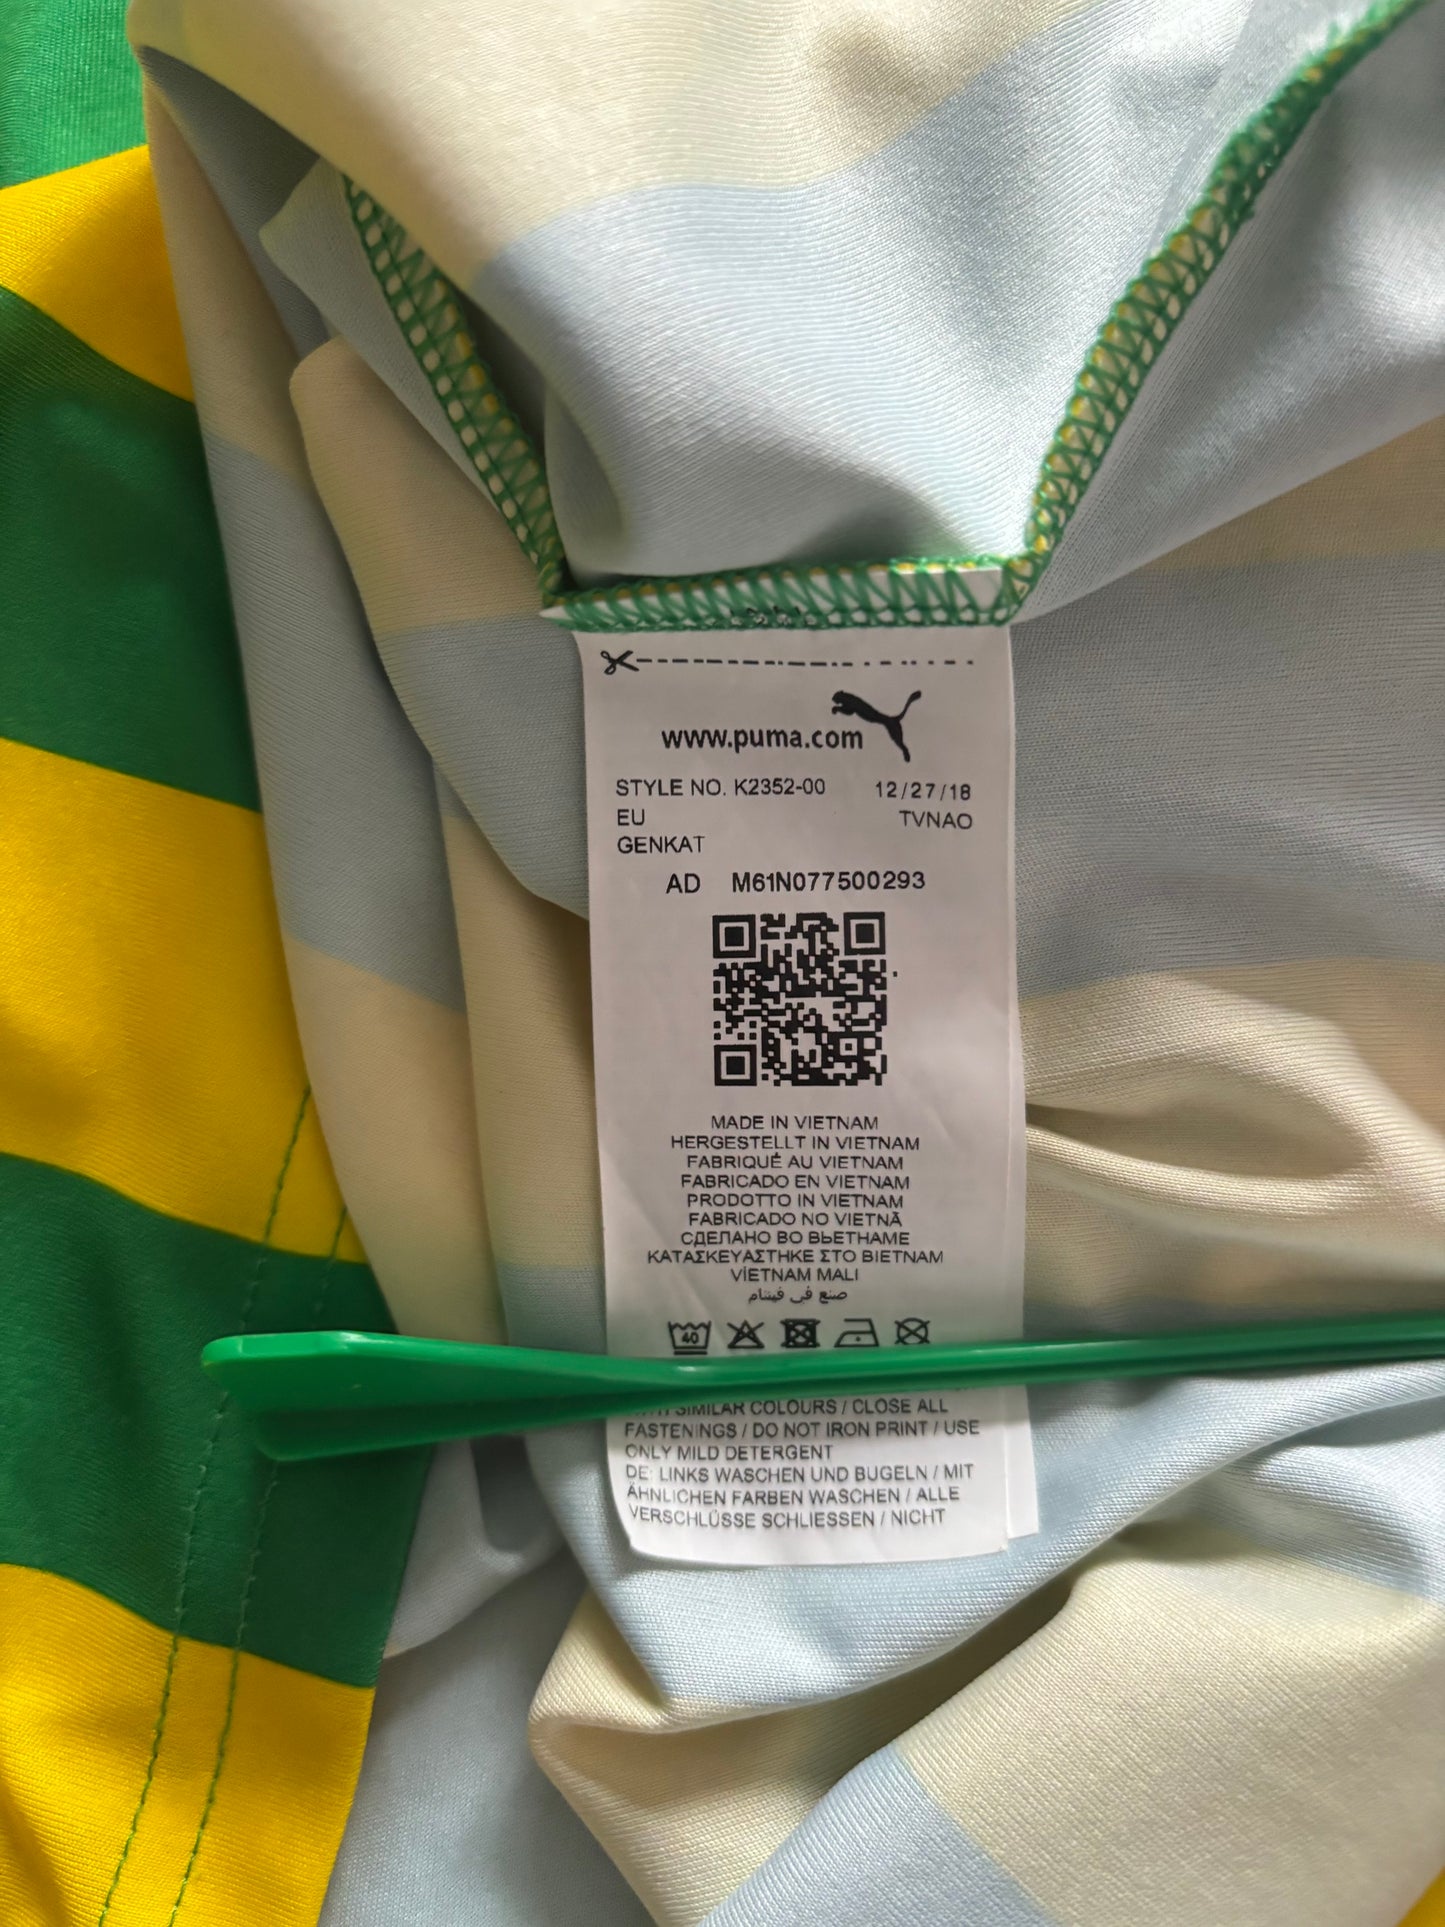 www.puma.com
STYLE NO. K2352-00 12/27/18
EU TVNAO
GENKAT
AD M61N077500293
MADE IN VIETNAM
HERGESTELLT IN VIETNAM
FABRIQUÉ AU VIETNAM
FABRICADO EN VIETNAM
PRODOTTO IN VIETNAM
FABRICADO NO VIETNÃ
СДЕЛАНО ВО ВЬЕТНАМЕ
ΚΑΤΑΣΚΕΥΑΣΤΗΚΕ ΣΤΟ ΒΙΕΤΝΑΜ
VİETNAM MALI
صنع في فيتنام
40
SIMILAR COLOURS / CLOSE ALL
FASTENINGS / DO NOT IRON PRINT / USE
ONLY MILD DETERGENT
DE: LINKS WASCHEN UND BUGELN / MIT
ÄHNLICHEN FARBEN WASCHEN / ALLE
VERSCHLÜSSE SCHLIESSEN / NICHT